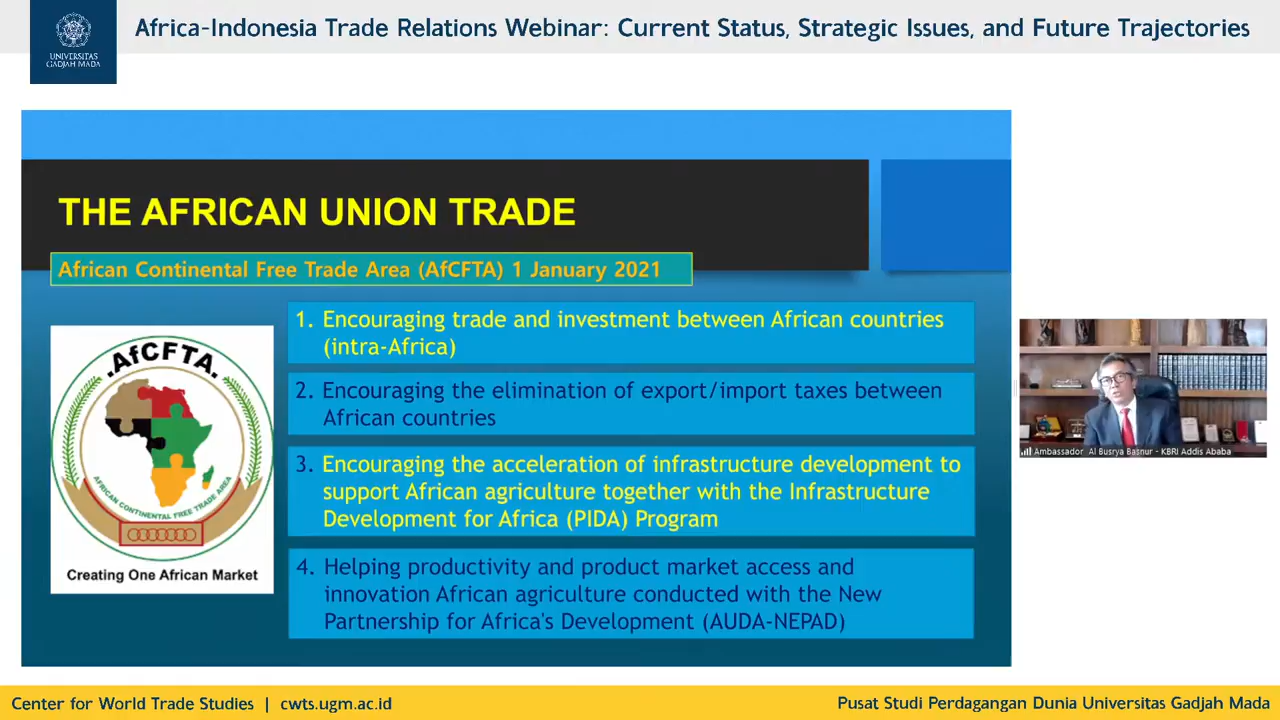 Africa-Indonesia Trade Relations Webinar: Current Status, Strategic Issues, and Future Trajectories
UNIVERSITAS
GADJAH MADA
THE AFRICAN UNION TRADE
African Continental Free Trade Area (AfCFTA) 1 January 2021
AfCFTA
AFRICAN CONTINENTAL FREE TRADE AREA
Creating One African Market
1. Encouraging trade and investment between African countries
(intra-Africa)
2. Encouraging the elimination of export/import taxes between
African countries
3. Encouraging the acceleration of infrastructure development to
support African agriculture together with the Infrastructure
Development for Africa (PIDA) Program
4. Helping productivity and product market access and
innovation African agriculture conducted with the New
Partnership for Africa's Development (AUDA-NEPAD)
Ambassador Al Busrya Basnur - KBRI Addis Ababa
Center for World Trade Studies | cwts.ugm.ac.id
Pusat Studi Perdagangan Dunia Universitas Gadjah Mada